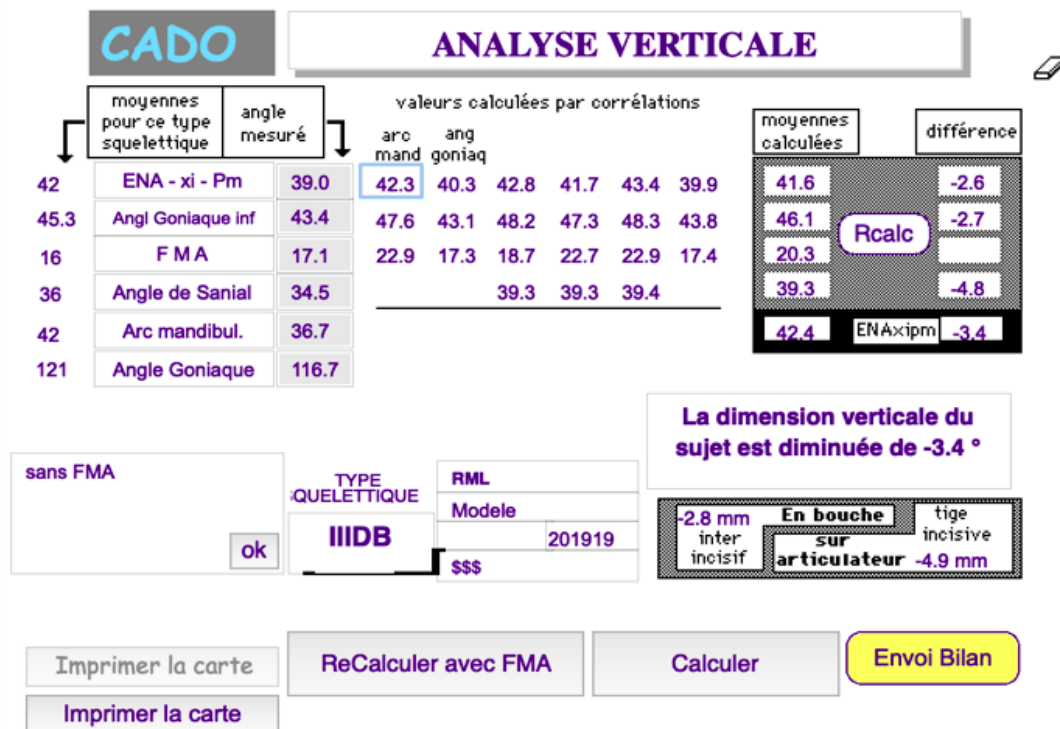 CADO
ANALYSE VERTICALE
moyennes
pour ce type
squelettique
angle
mesuré
valeurs calculées par corrélations
arc
mand
ang
goniaq
moyennes
calculées
différence
42 ENA - xi - Pm 39.0 42.3 40.3 42.8 41.7 43.4 39.9 41.6 -2.6
45.3 Angl Goniaque inf 43.4 47.6 43.1 48.2 47.3 48.3 43.8 46.1 -2.7
Rcalc
16 F M A 17.1 22.9 17.3 18.7 22.7 22.9 17.4 20.3
36 Angle de Sanial 34.5 39.3 39.3 39.4 39.3 -4.8
42 Arc mandibul. 36.7 42.4 ENAxipm -3.4
121 Angle Goniaque 116.7
La dimension verticale du
sujet est diminuée de -3.4 °
sans FMA
ok
TYPE
SQUELETTIQUE
IIIDB
RML
Modele
201919
$$$
-2.8 mm
inter
incisif
En bouche
sur
articulateur
tige
incisive
-4.9 mm
Imprimer la carte
ReCalculer avec FMA
Calculer
Envoi Bilan
Imprimer la carte